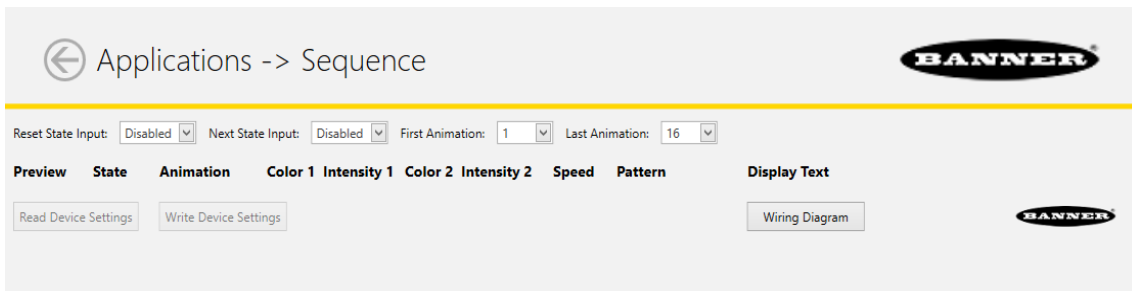 Applications -> Sequence
BANNER
Reset State Input: Disabled Next State Input: Disabled First Animation: 1 Last Animation: 16
Preview State Animation Color 1 Intensity 1 Color 2 Intensity 2 Speed Pattern Display Text
Read Device Settings Write Device Settings Wiring Diagram BANNER